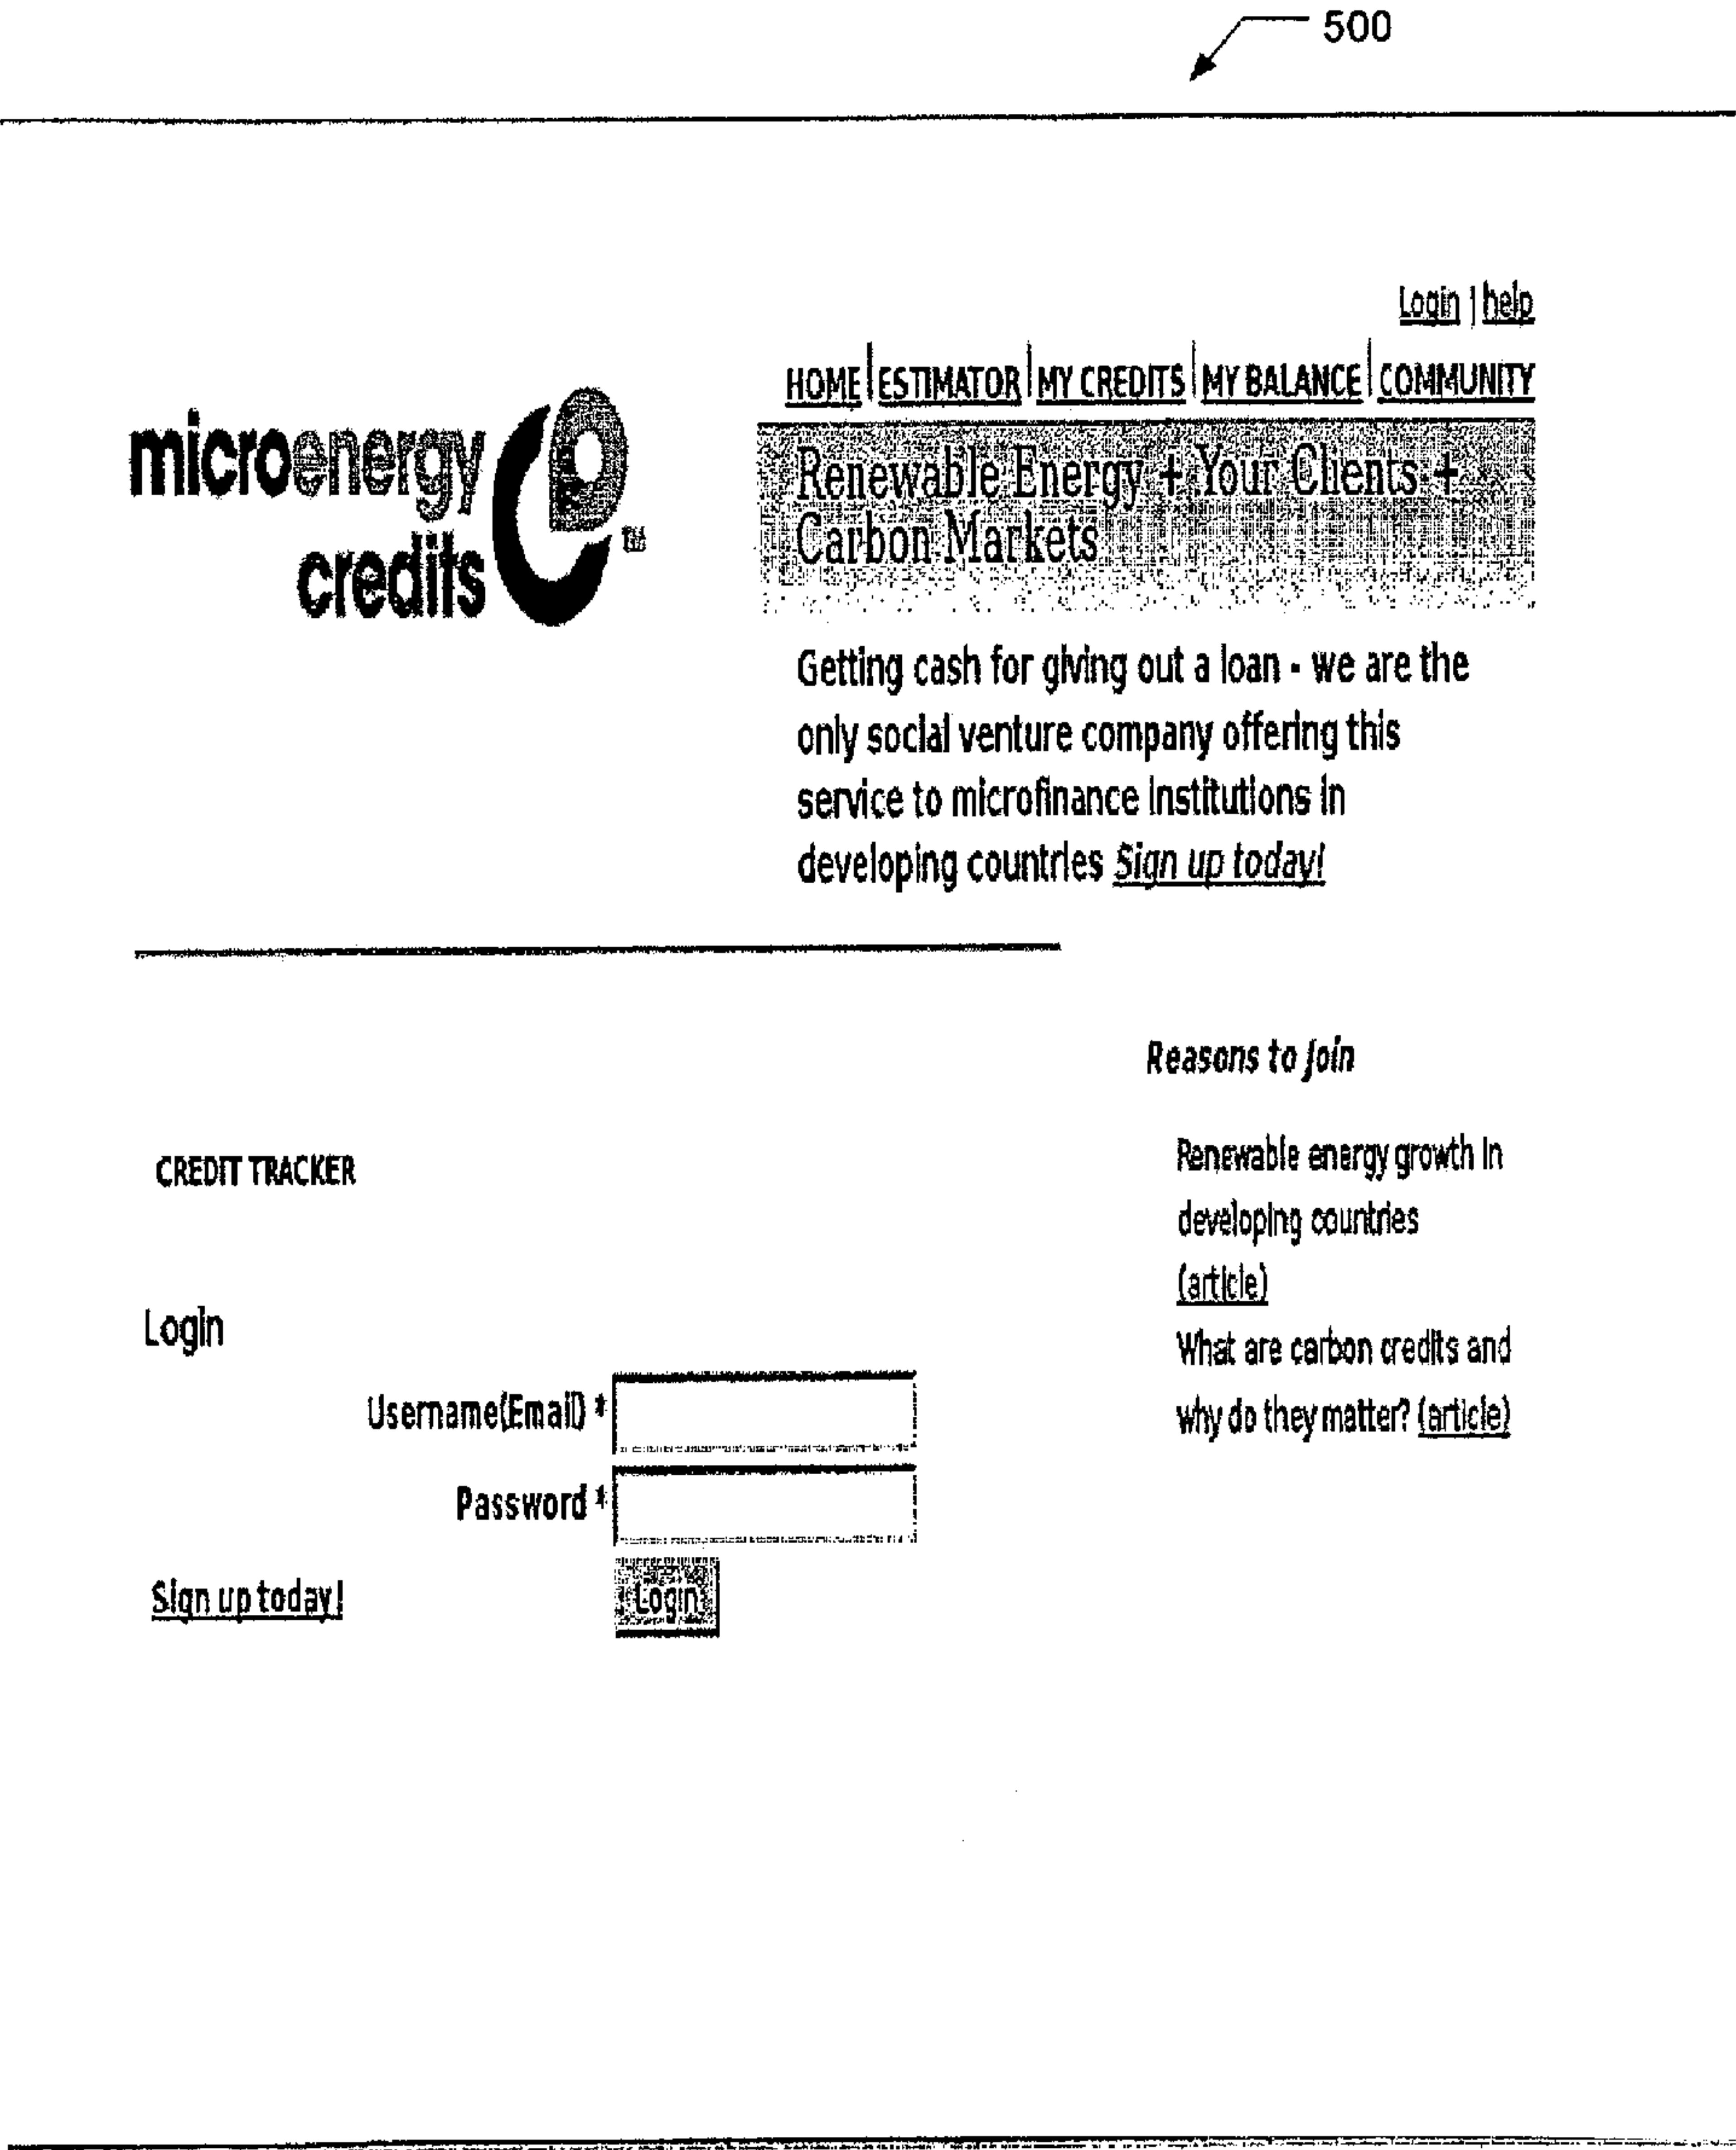 500
Login | help
HOME | ESTIMATOR | MY CREDITS | MY BALANCE | COMMUNITY
microenergy
credits
TM
Renewable Energy + Your Clients +
Carbon Markets
Getting cash for giving out a loan - we are the
only social venture company offering this
service to microfinance institutions in
developing countries Sign up today!
Reasons to Join
CREDIT TRACKER
Renewable energy growth in
developing countries
(article)
What are carbon credits and
why do they matter? (article)
Login
Username(Email) *
Password *
Sign up today!
Login